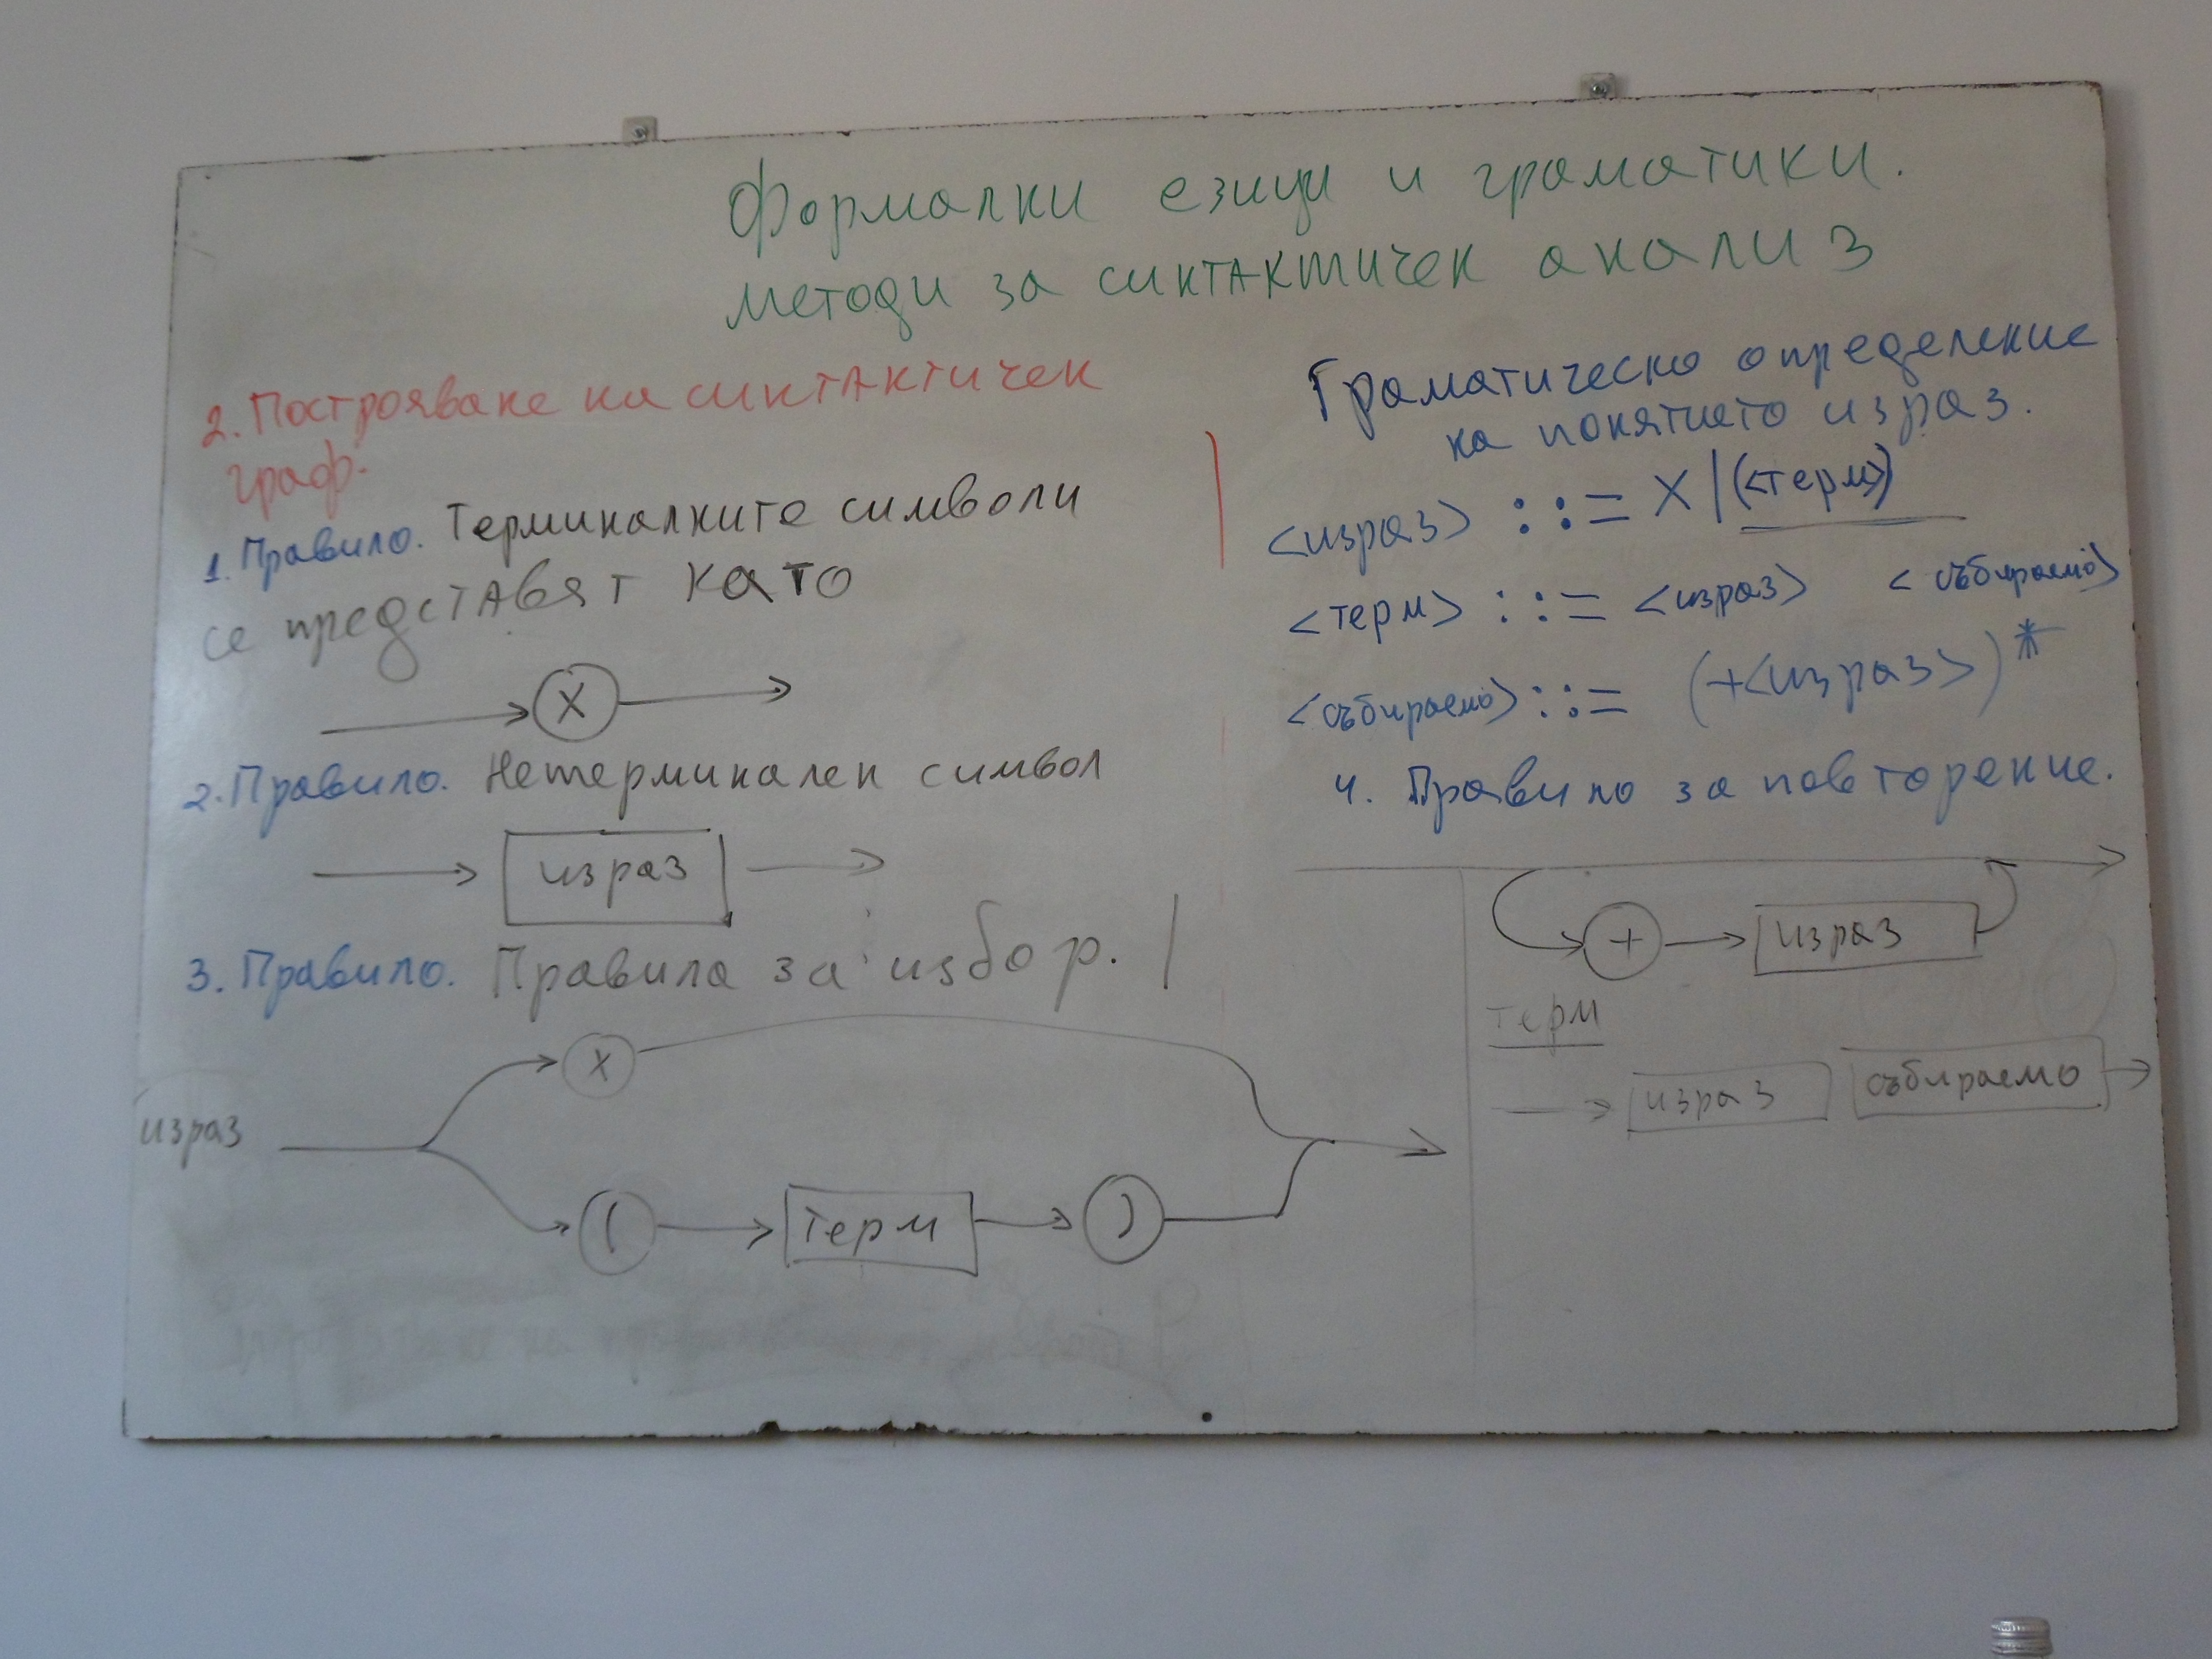 Формални езици и граматики.
методи за синтактичен анализ
2. Построяване на синтактичен
граф.
1. Правило. Терминалните символи
се представят като
X
2. Правило. Нетерминален символ
израз
3. Правило. Правила за избор. |
израз
X
( терм )
Граматическо определение
на понятието израз.
<израз> ::= X | (<терм>)
<терм> ::= <израз> <събираемо>
<събираемо> ::= (+<израз>)*
4. Правило за повторение.
+ израз
терм
израз събираемо